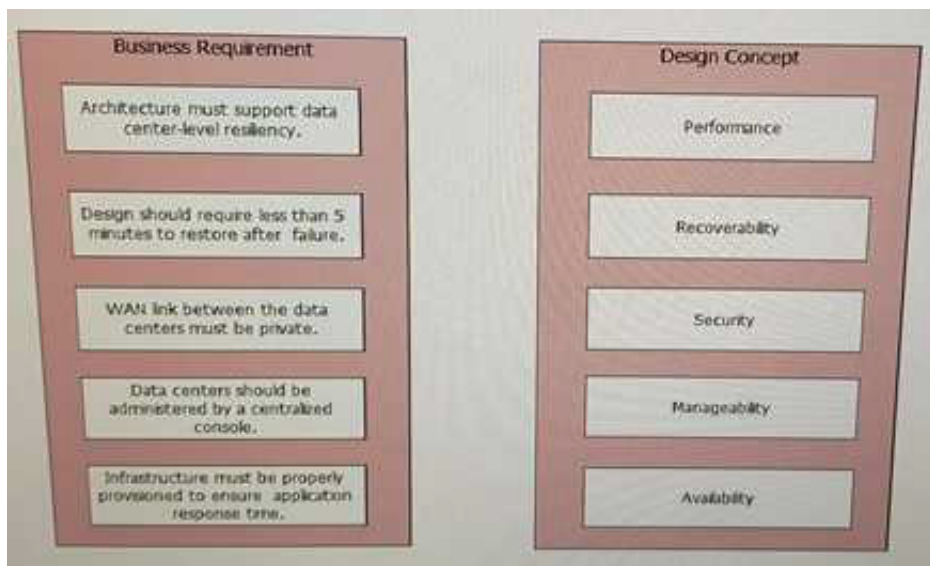 Business Requirement
Architecture must support data
center-level resiliency.
Design should require less than 5
minutes to restore after failure.
WAN link between the data
centers must be private.
Data centers should be
administered by a centralized
console.
Infrastructure must be properly
provisioned to ensure application
response time.
Design Concept
Performance
Recoverability
Security
Manageability
Availability